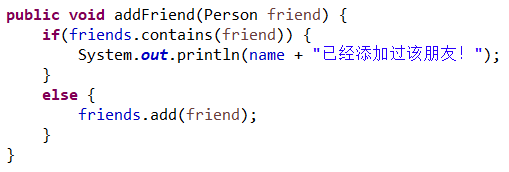 public void addFriend(Person friend) {
    if(friends.contains(friend)) {
        System.out.println(name + "已经添加过该朋友！");
    }
    else {
        friends.add(friend);
    }
}